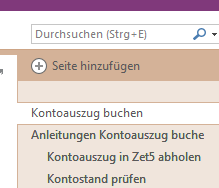 Durchsuchen (Strg+E)
Seite hinzufügen
Kontoauszug buchen
Anleitungen Kontoauszug buche
Kontoauszug in Zet5 abholen
Kontostand prüfen